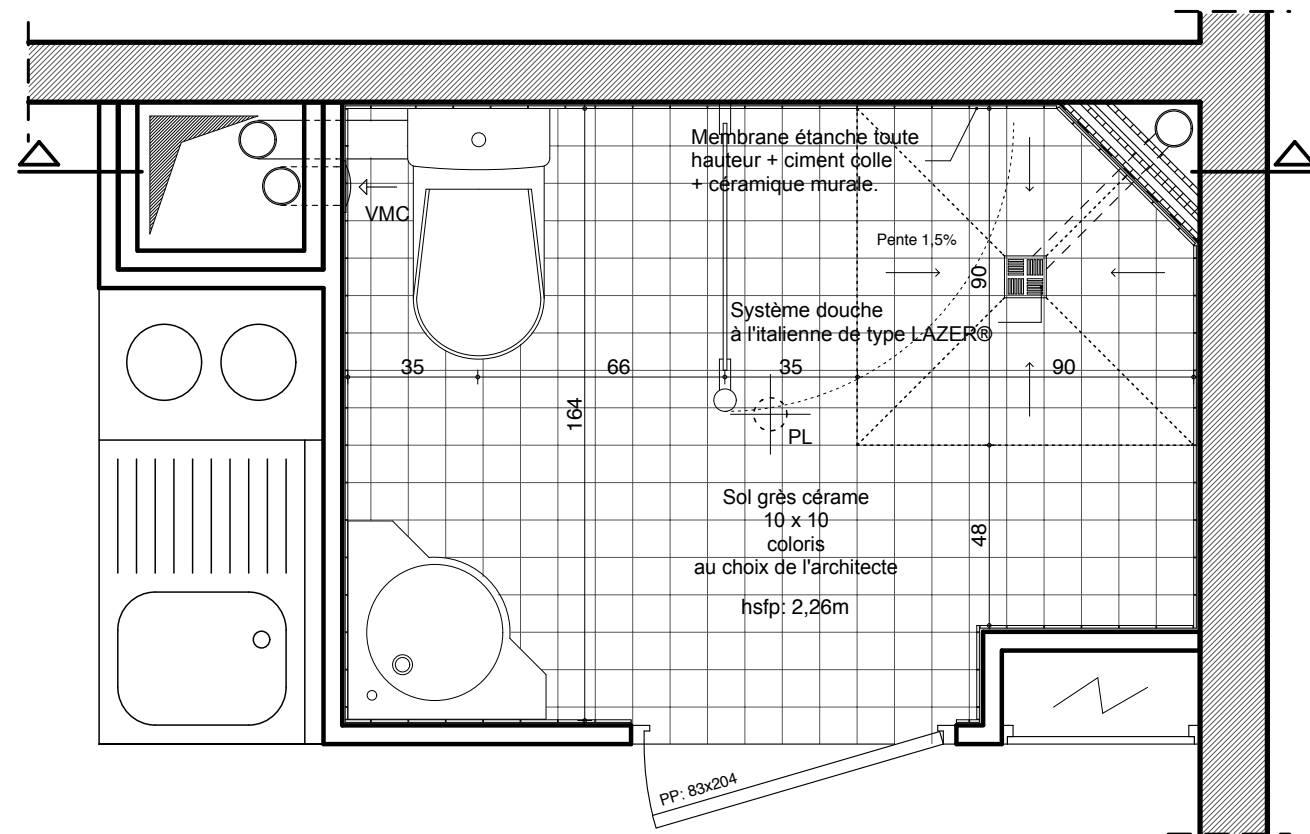 Membrane étanche toute
hauteur + ciment colle
+ céramique murale.
VMC
Pente 1,5%
90
Système douche
à l'italienne de type LAZER®
35
66
35
90
164
PL
Sol grès cérame
10 x 10
coloris
au choix de l'architecte
48
hsfp: 2,26m
PP: 83x204